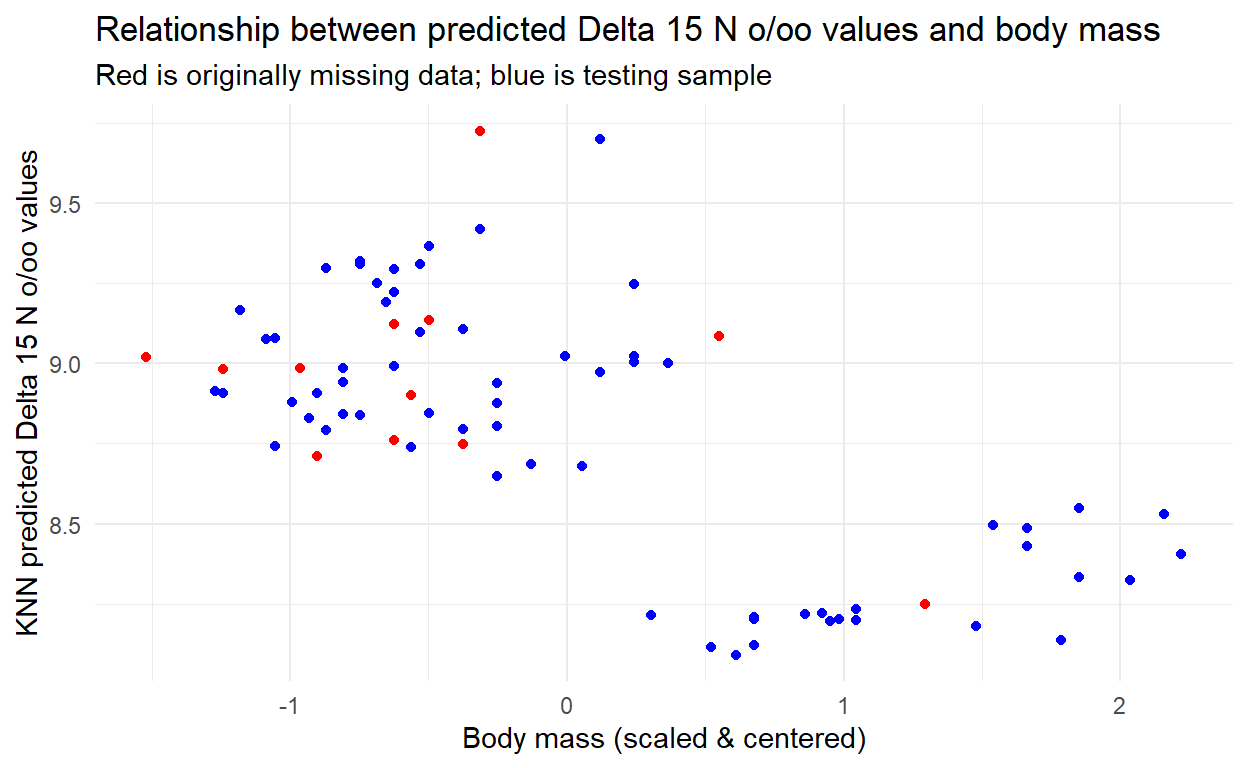 Relationship between predicted Delta 15 N o/oo values and body mass
Red is originally missing data; blue is testing sample
KNN predicted Delta 15 N o/oo values
9.5
9.0
8.5
-1
0
1
2
Body mass (scaled & centered)